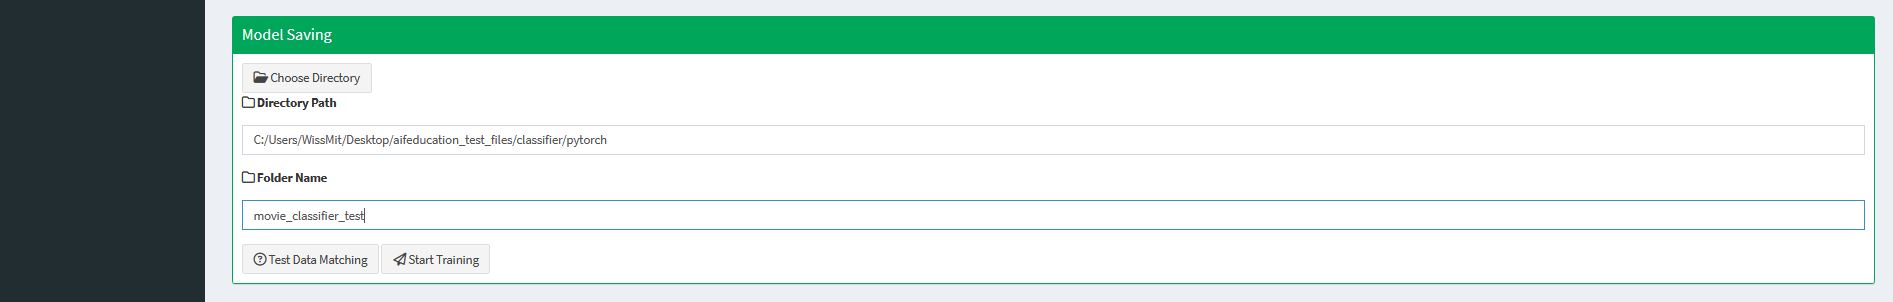 Model Saving
Choose Directory
Directory Path
C:/Users/WissMit/Desktop/aifeducation_test_files/classifier/pytorch
Folder Name
movie_classifier_test
Test Data Matching Start Training